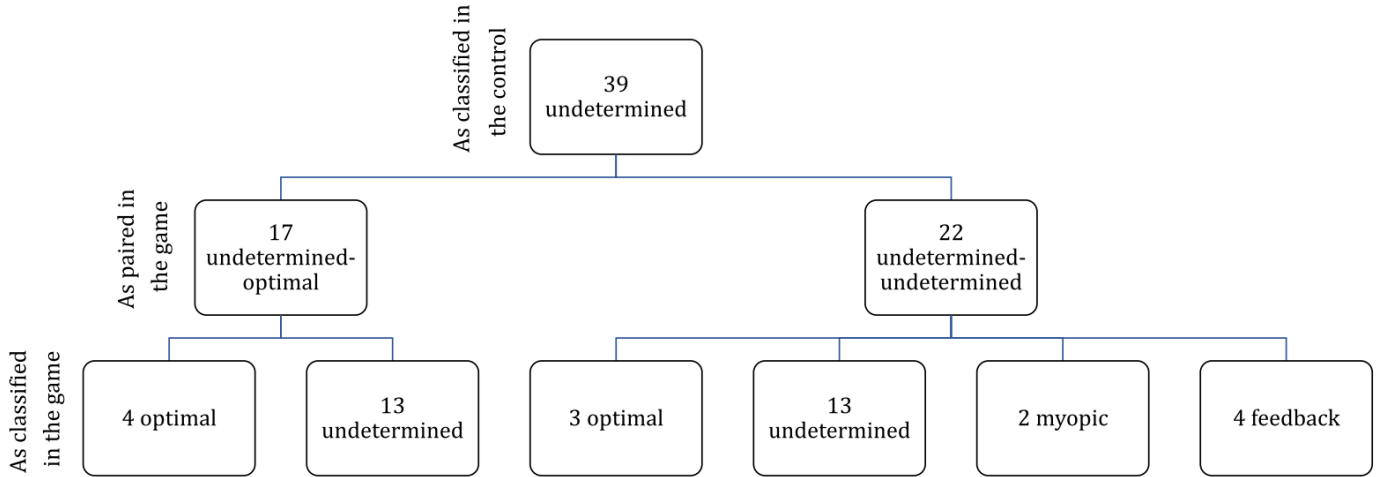 As classified in
the control
39
undetermined
As paired in
the game
17
undetermined-
optimal
22
undetermined-
undetermined
As classified
in the game
4 optimal
13
undetermined
3 optimal
13
undetermined
2 myopic
4 feedback